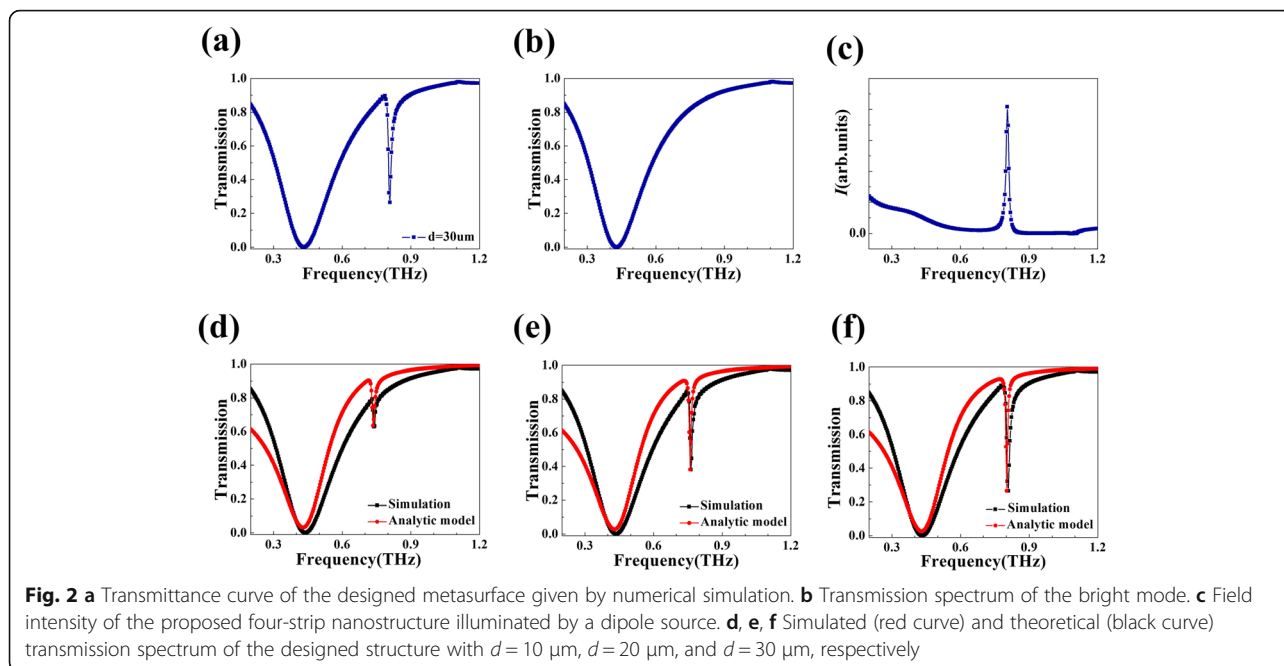 (a)
1.0
0.8
0.6
0.4
0.2
0.0
Transmission
d=30um
0.3 0.6 0.9 1.2
Frequency(THz)
(b)
1.0
0.8
0.6
0.4
0.2
0.0
Transmission
0.3 0.6 0.9 1.2
Frequency(THz)
(c)
I(arb.units)
0.0
0.3 0.6 0.9 1.2
Frequency(THz)
(d)
1.0
0.8
0.6
0.4
0.2
0.0
Transmission
Simulation
Analytic model
0.3 0.6 0.9 1.2
Frequency(THz)
(e)
1.0
0.8
0.6
0.4
0.2
0.0
Transmission
Simulation
Analytic model
0.3 0.6 0.9 1.2
Frequency(THz)
(f)
1.0
0.8
0.6
0.4
0.2
0.0
Transmission
Simulation
Analytic model
0.3 0.6 0.9 1.2
Frequency(THz)
Fig. 2 a Transmittance curve of the designed metasurface given by numerical simulation. b Transmission spectrum of the bright mode. c Field
intensity of the proposed four-strip nanostructure illuminated by a dipole source. d, e, f Simulated (red curve) and theoretical (black curve)
transmission spectrum of the designed structure with d = 10 μm, d = 20 μm, and d = 30 μm, respectively